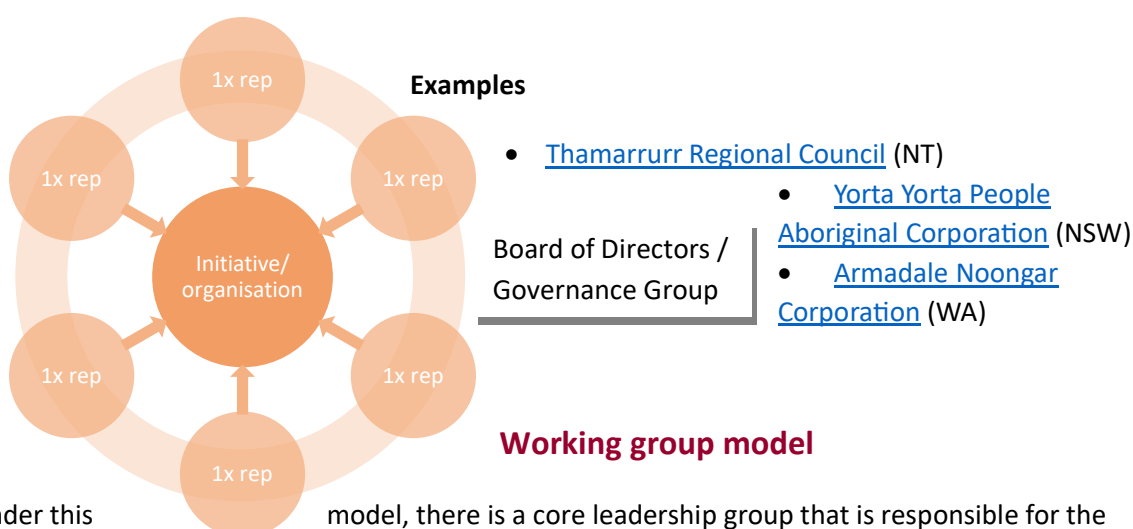 1x rep
Examples
1x rep
1x rep
• Thamarrurr Regional Council (NT)
• Yorta Yorta People
Aboriginal Corporation (NSW)
• Armadale Noongar
Corporation (WA)
Initiative/
organisation
Board of Directors /
Governance Group
1x rep
1x rep
1x rep
Working group model
der this model, there is a core leadership group that is responsible for the